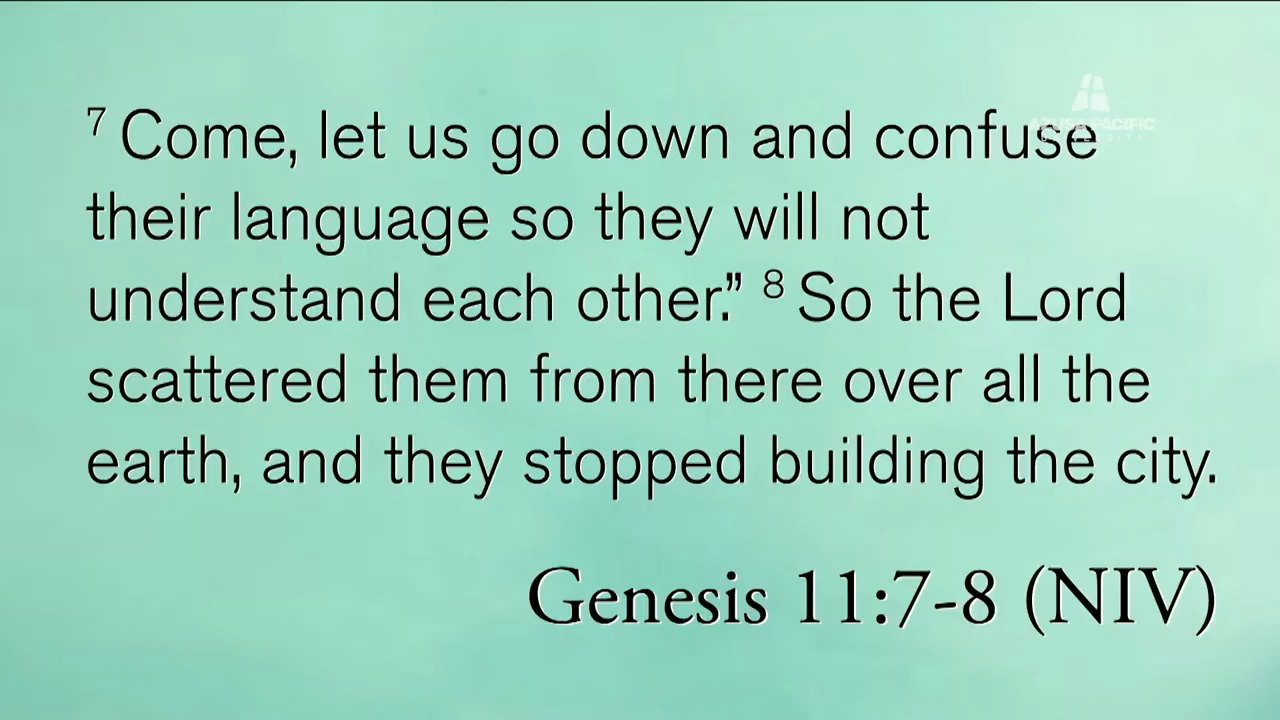 ⁷ Come, let us go down and confuse
their language so they will not
understand each other.” ⁸ So the Lord
scattered them from there over all the
earth, and they stopped building the city.
Genesis 11:7-8 (NIV)
AZUSA PACIFIC